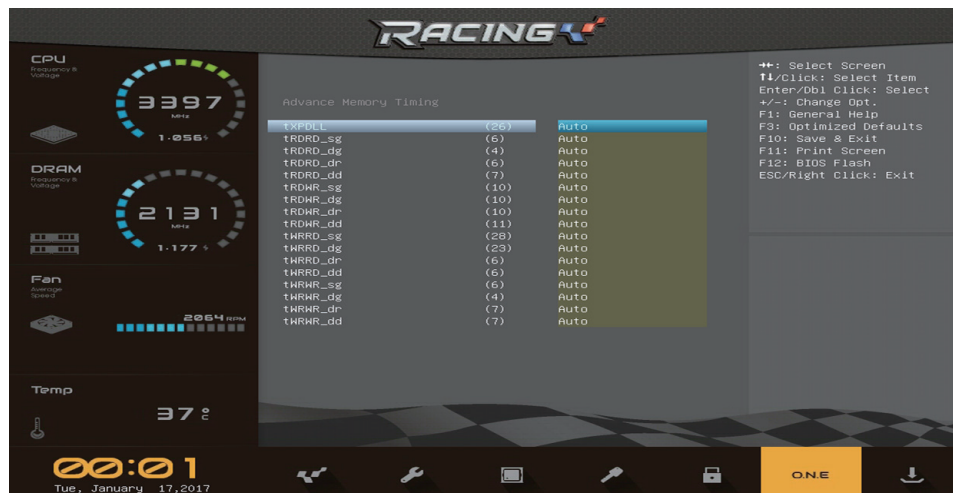 RACING
CPU
Frequency &
Voltage
3397
MHz
1.056
DRAM
Frequency &
Voltage
2131
MHz
1.177
Fan
Average
Speed
2064 RPM
Temp
37 °C
00:01
Tue, January 17,2017
Advance Memory Timing
tXPDLL (26) Auto
tRDRD_sg (6) Auto
tRDRD_dg (4) Auto
tRDRD_dr (6) Auto
tRDRD_dd (7) Auto
tRDWR_sg (10) Auto
tRDWR_dg (10) Auto
tRDWR_dr (10) Auto
tRDWR_dd (11) Auto
tWRRD_sg (28) Auto
tWRRD_dg (23) Auto
tWRRD_dr (6) Auto
tWRRD_dd (6) Auto
tWRWR_sg (6) Auto
tWRWR_dg (4) Auto
tWRWR_dr (7) Auto
tWRWR_dd (7) Auto
→←: Select Screen
↑↓/Click: Select Item
Enter/Dbl Click: Select
+/-: Change Opt.
F1: General Help
F3: Optimized Defaults
F10: Save & Exit
F11: Print Screen
F12: BIOS Flash
ESC/Right Click: Exit
O.N.E